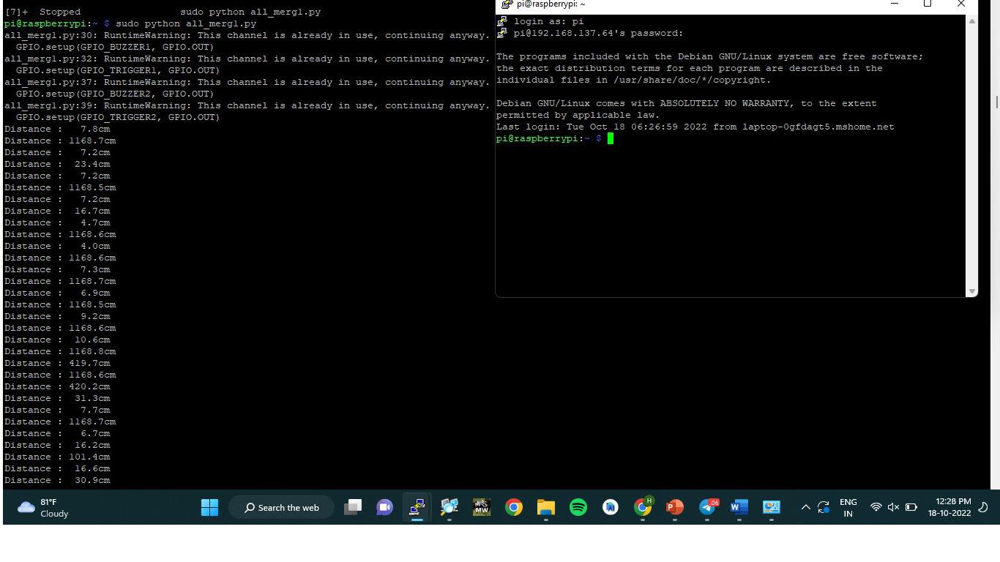 [7]+  Stopped                 sudo python all_merg1.py
pi@raspberrypi:~ $ sudo python all_merg1.py
all_merg1.py:30: RuntimeWarning: This channel is already in use, continuing anyway.
  GPIO.setup(GPIO_BUZZER1, GPIO.OUT)
all_merg1.py:32: RuntimeWarning: This channel is already in use, continuing anyway.
  GPIO.setup(GPIO_TRIGGER1, GPIO.OUT)
all_merg1.py:37: RuntimeWarning: This channel is already in use, continuing anyway.
  GPIO.setup(GPIO_BUZZER2, GPIO.OUT)
all_merg1.py:39: RuntimeWarning: This channel is already in use, continuing anyway.
  GPIO.setup(GPIO_TRIGGER2, GPIO.OUT)
Distance :   7.8cm
Distance : 1168.7cm
Distance :   7.2cm
Distance :  23.4cm
Distance :   7.2cm
Distance : 1168.5cm
Distance :   7.2cm
Distance :  16.7cm
Distance :   4.7cm
Distance : 1168.6cm
Distance :   4.0cm
Distance : 1168.6cm
Distance :   7.3cm
Distance : 1168.7cm
Distance :   6.9cm
Distance : 1168.5cm
Distance :   9.2cm
Distance : 1168.6cm
Distance :  10.6cm
Distance : 1168.8cm
Distance : 419.7cm
Distance : 1168.6cm
Distance : 420.2cm
Distance :  31.3cm
Distance :   7.7cm
Distance : 1168.7cm
Distance :   6.7cm
Distance :  16.2cm
Distance : 101.4cm
Distance :  16.6cm
Distance :  30.9cm
pi@raspberrypi: ~
login as: pi
pi@192.168.137.64's password:
The programs included with the Debian GNU/Linux system are free software;
the exact distribution terms for each program are described in the
individual files in /usr/share/doc/*/copyright.
Debian GNU/Linux comes with ABSOLUTELY NO WARRANTY, to the extent
permitted by applicable law.
Last login: Tue Oct 18 06:26:59 2022 from laptop-0gfdagt5.mshome.net
pi@raspberrypi:~ $
81°F
Cloudy
Search the web
NFS
MW
H
P
.06
W
ENG
IN
12:28 PM
18-10-2022